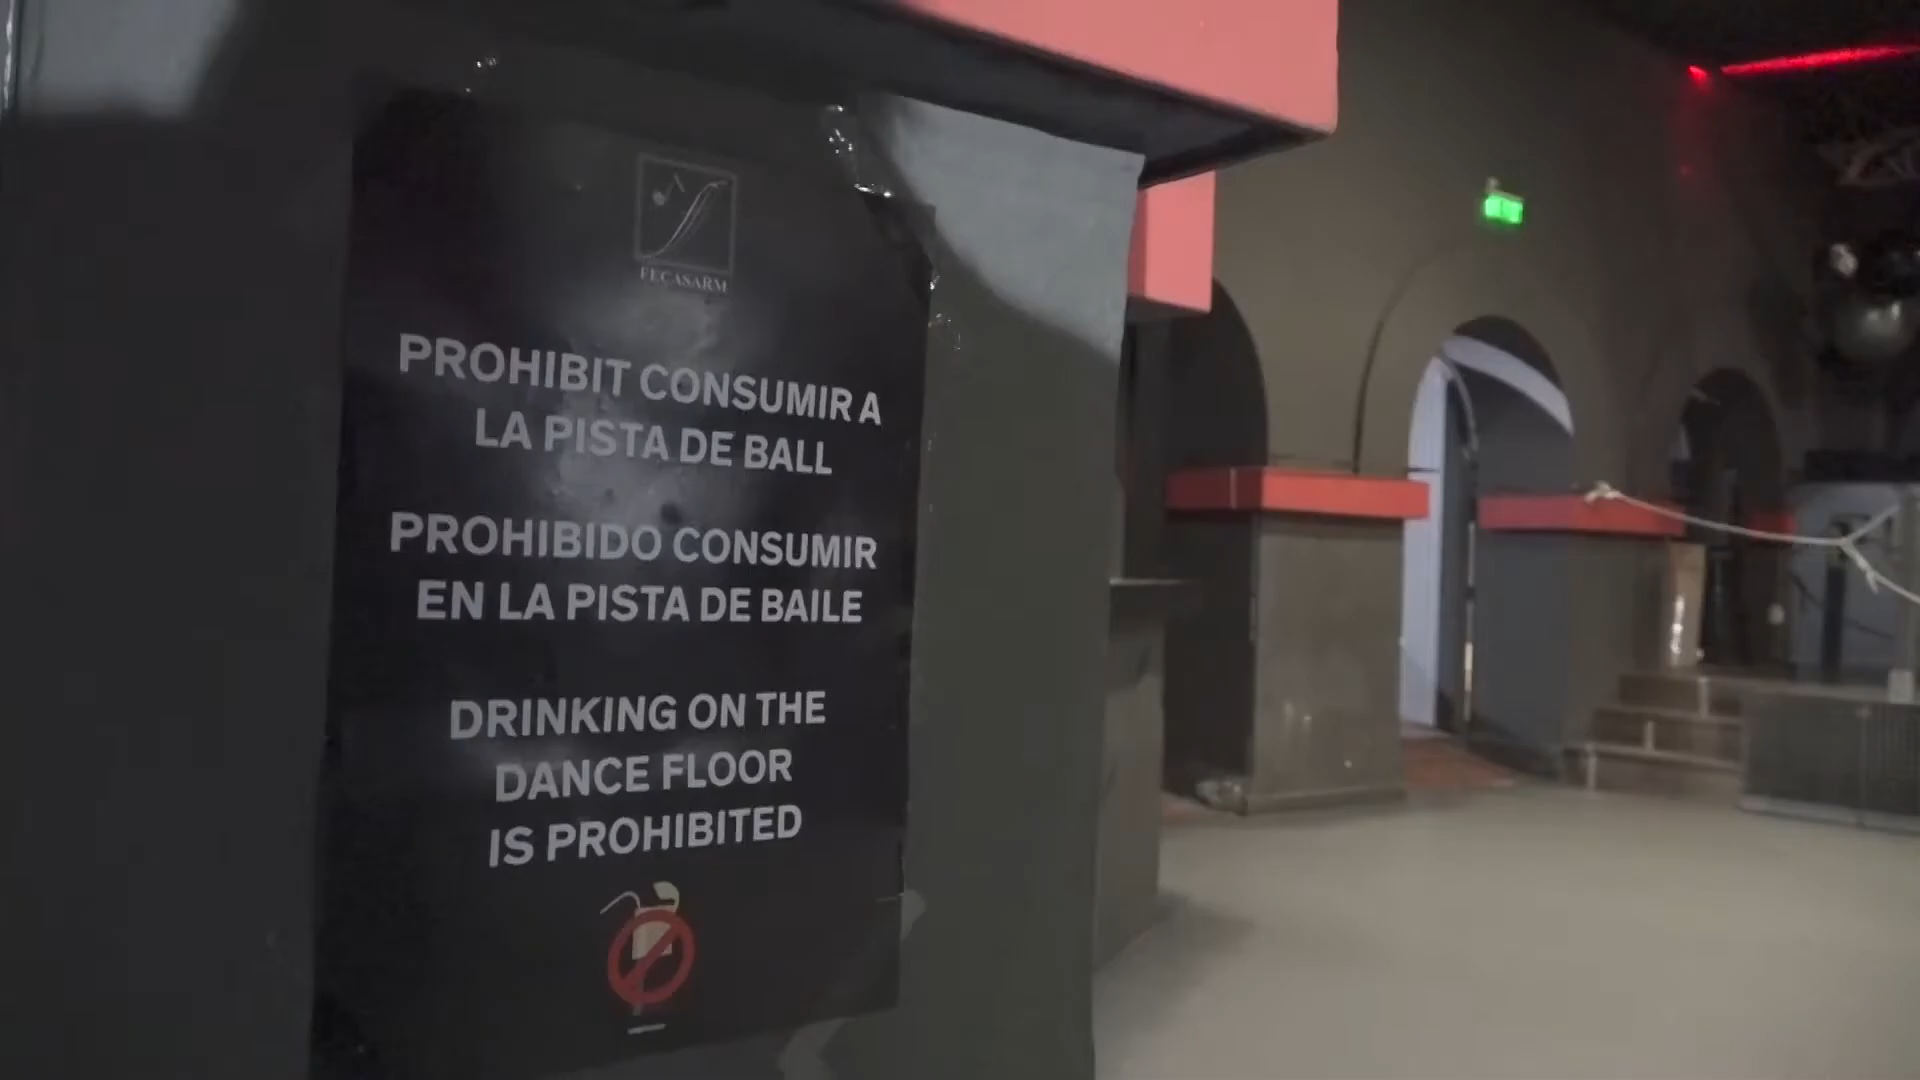 FECASARM
PROHIBIT CONSUMIR A
LA PISTA DE BALL
PROHIBIDO CONSUMIR
EN LA PISTA DE BAILE
DRINKING ON THE
DANCE FLOOR
IS PROHIBITED